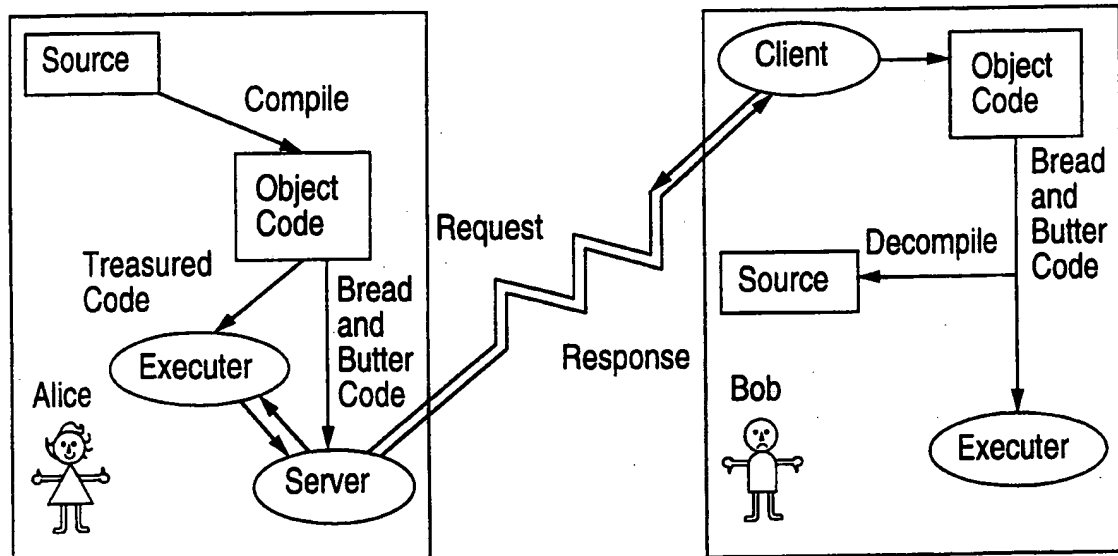 Source
Compile
Object
Code
Treasured
Code
Bread
and
Butter
Code
Executer
Alice
Server
Request
Response
Client
Object
Code
Bread
and
Butter
Code
Decompile
Source
Bob
Executer